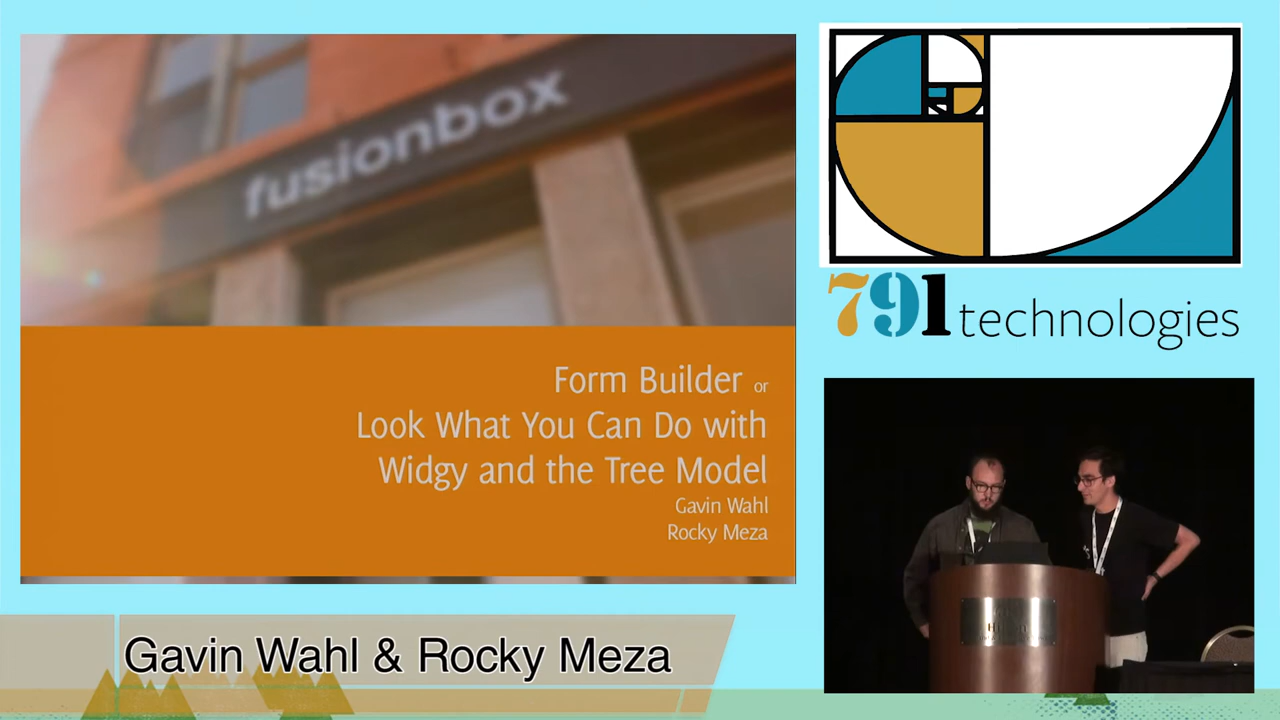 fusionbox
Form Builder or
Look What You Can Do with
Widgy and the Tree Model
Gavin Wahl
Rocky Meza
791 technologies
Gavin Wahl & Rocky Meza